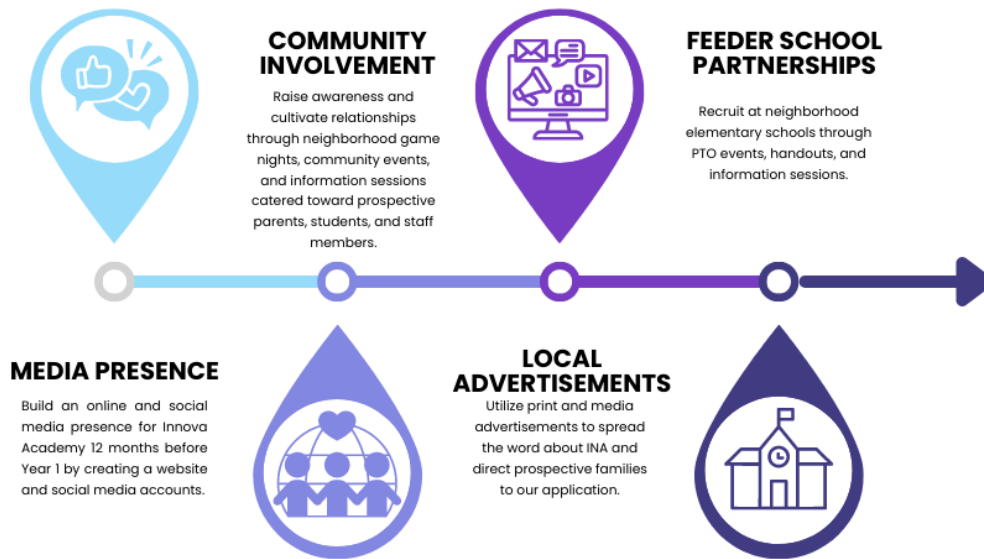 COMMUNITY
INVOLVEMENT
Raise awareness and
cultivate relationships
through neighborhood game
nights, community events,
and information sessions
catered toward prospective
parents, students, and staff
members.
FEEDER SCHOOL
PARTNERSHIPS
Recruit at neighborhood
elementary schools through
PTO events, handouts, and
information sessions.
MEDIA PRESENCE
Build an online and social
media presence for Innova
Academy 12 months before
Year 1 by creating a website
and social media accounts.
LOCAL
ADVERTISEMENTS
Utilize print and media
advertisements to spread
the word about INA and
direct prospective families
to our application.